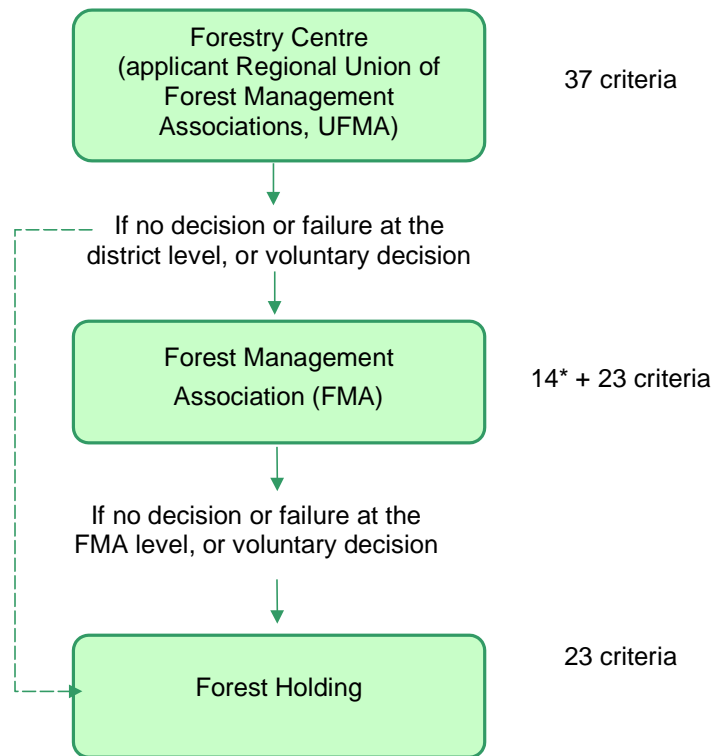 Forestry Centre
(applicant Regional Union of
Forest Management
Associations, UFMA)
37 criteria
If no decision or failure at the
district level, or voluntary decision
Forest Management
Association (FMA)
14* + 23 criteria
If no decision or failure at the
FMA level, or voluntary decision
23 criteria
Forest Holding